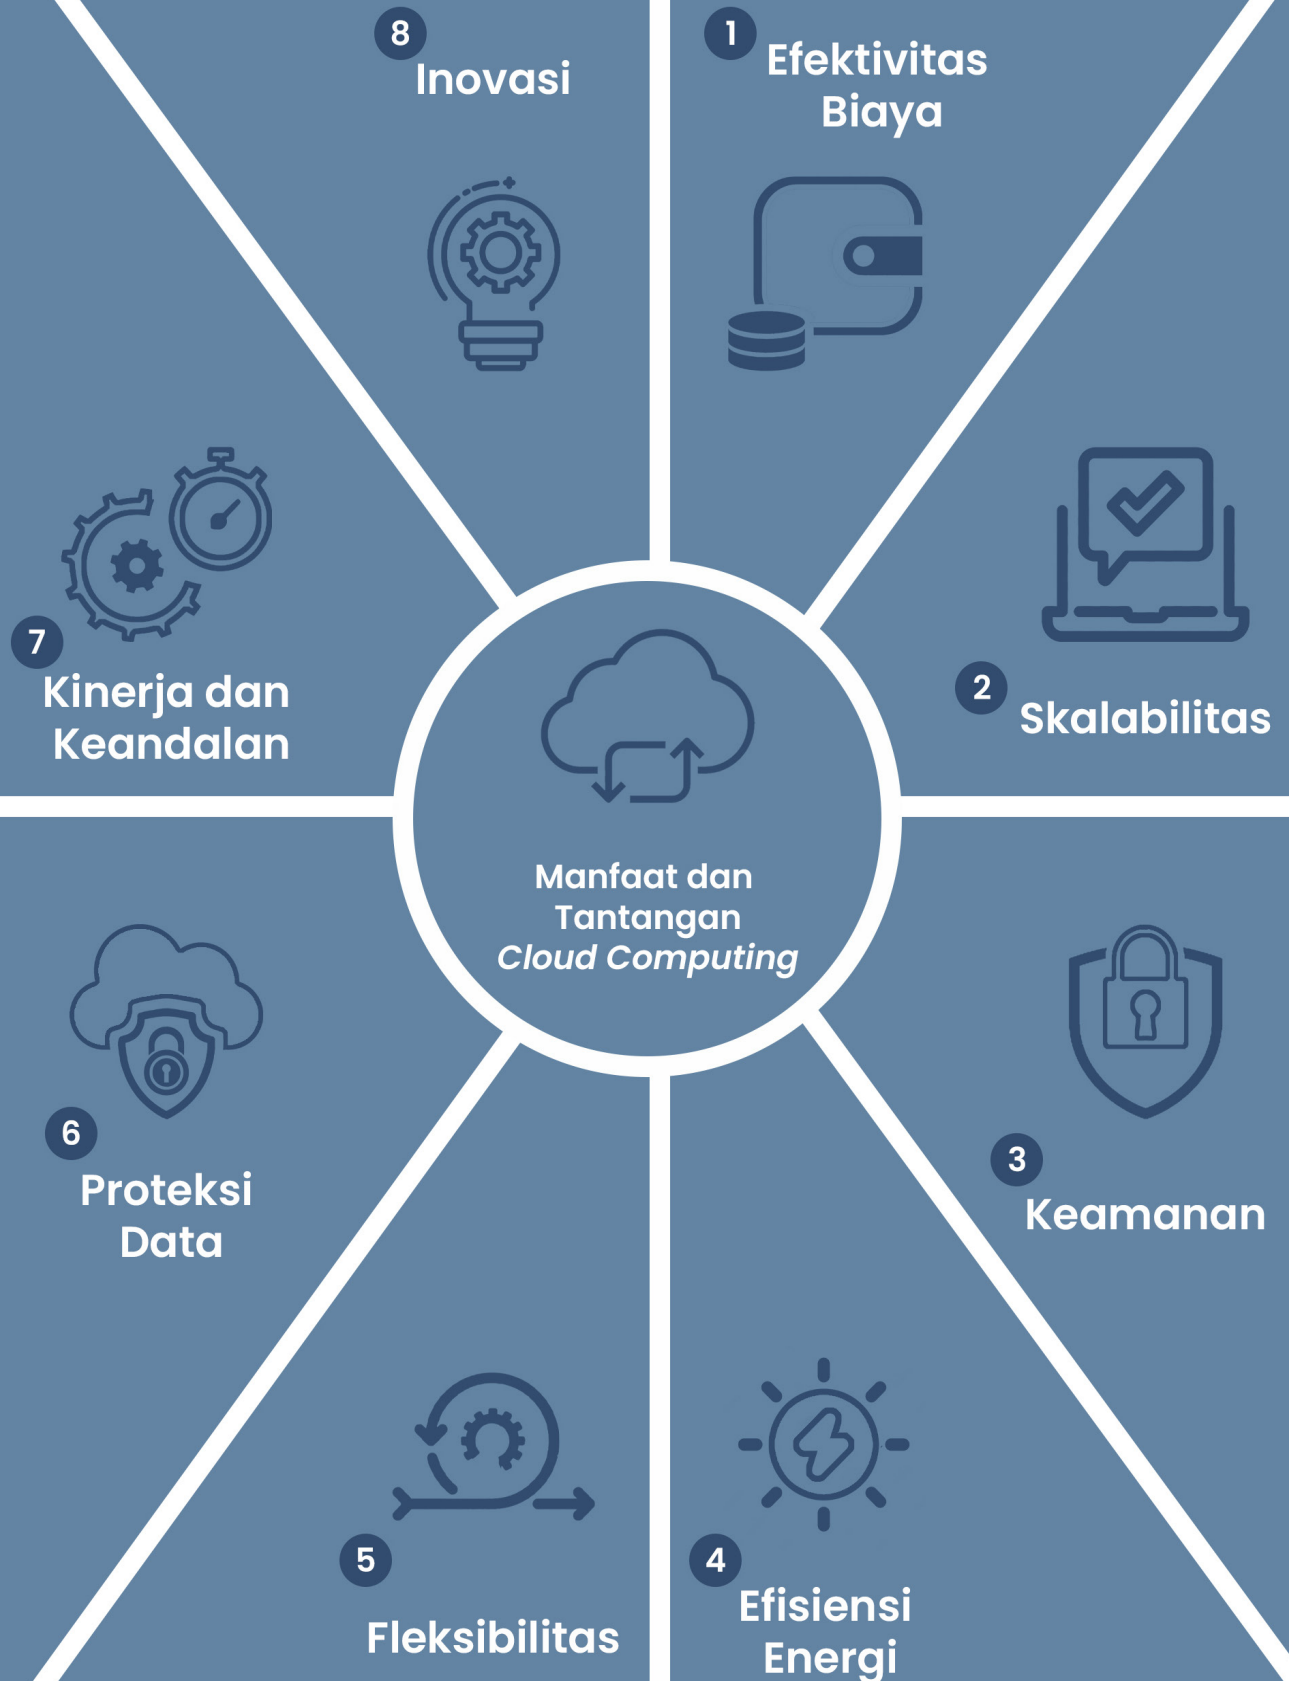 8
Inovasi
1
Efektivitas
Biaya
2
Skalabilitas
7
Kinerja dan
Keandalan
Manfaat dan
Tantangan
Cloud Computing
3
Keamanan
6
Proteksi
Data
5
Fleksibilitas
4
Efisiensi
Energi